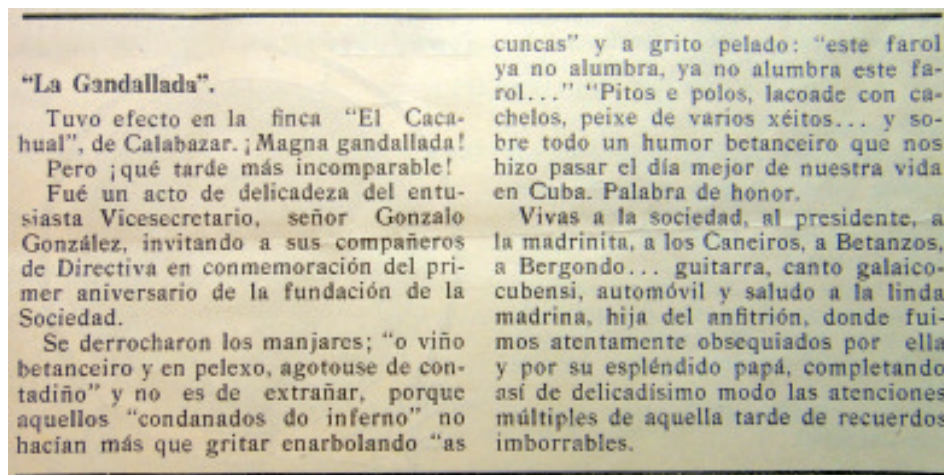 “La Gandallada”.
Tuvo efecto en la finca “El Caca-
hual”, de Calabazar. ¡Magna gandallada!
Pero ¡qué tarde más incomparable!
Fué un acto de delicadeza del entu-
siasta Vicesecretario, señor Gonzalo
González, invitando a sus compañeros
de Directiva en conmemoración del pri-
mer aniversario de la fundación de la
Sociedad.
Se derrocharon los manjares; “o viño
betanceiro y en pelexo, agotouse de con-
tadiño” y no es de extrañar, porque
aquellos “condanados do inferno” no
hacían más que gritar enarbolando “as
cuncas” y a grito pelado: “este farol
ya no alumbra, ya no alumbra este fa-
rol...” “Pitos e polos, lacoade con ca-
chelos, peixe de varios xéitos... y so-
bre todo un humor betanceiro que nos
hizo pasar el día mejor de nuestra vida
en Cuba. Palabra de honor.
Vivas a la sociedad, al presidente, a
la madrinita, a los Caneiros, a Betanzos,
a Bergondo... guitarra, canto galaico-
cubensi, automóvil y saludo a la linda
madrina, hija del anfitrión, donde fui-
mos atentamente obsequiados por ella
y por su espléndido papá, completando
así de delicadísimo modo las atenciones
múltiples de aquella tarde de recuerdos
imborrables.